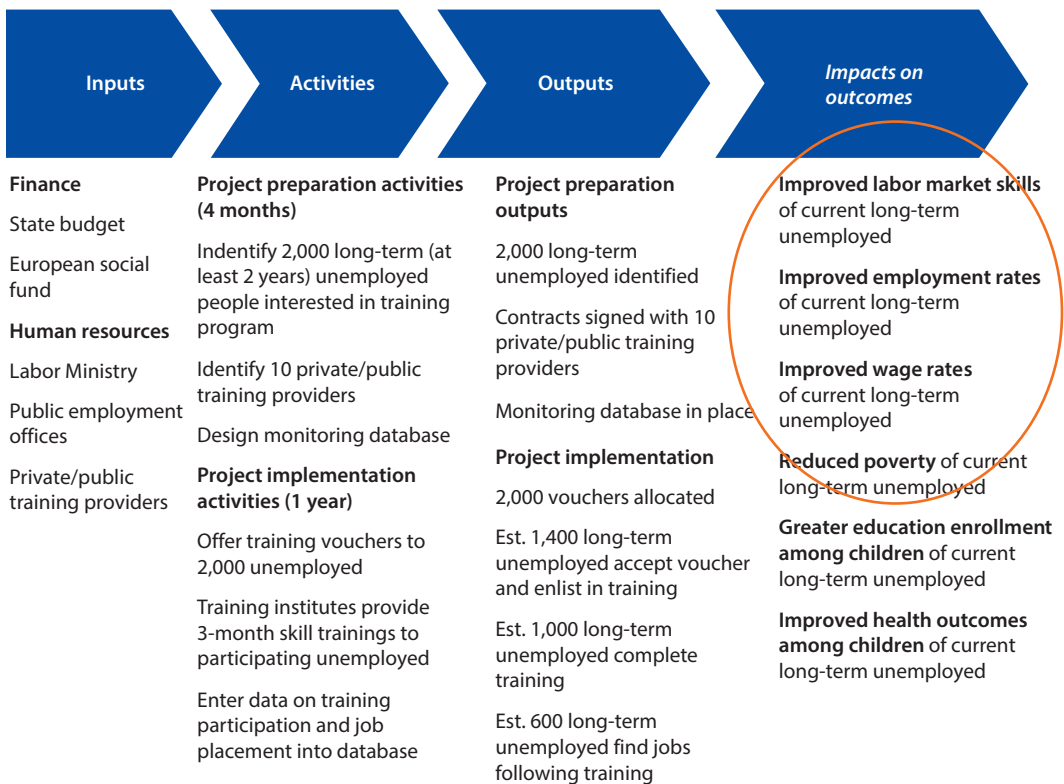 Inputs
Activities
Outputs
Impacts on
outcomes
Finance
State budget
European social
fund
Human resources
Labor Ministry
Public employment
offices
Private/public
training providers
Project preparation activities
(4 months)
Indentify 2,000 long-term (at
least 2 years) unemployed
people interested in training
program
Identify 10 private/public
training providers
Design monitoring database
Project implementation
activities (1 year)
Offer training vouchers to
2,000 unemployed
Training institutes provide
3-month skill trainings to
participating unemployed
Enter data on training
participation and job
placement into database
Project preparation
outputs
2,000 long-term
unemployed identified
Contracts signed with 10
private/public training
providers
Monitoring database in place
Project implementation
2,000 vouchers allocated
Est. 1,400 long-term
unemployed accept voucher
and enlist in training
Est. 1,000 long-term
unemployed complete
training
Est. 600 long-term
unemployed find jobs
following training
Improved labor market skills
of current long-term
unemployed
Improved employment rates
of current long-term
unemployed
Improved wage rates
of current long-term
unemployed
Reduced poverty of current
long-term unemployed
Greater education enrollment
among children of current
long-term unemployed
Improved health outcomes
among children of current
long-term unemployed